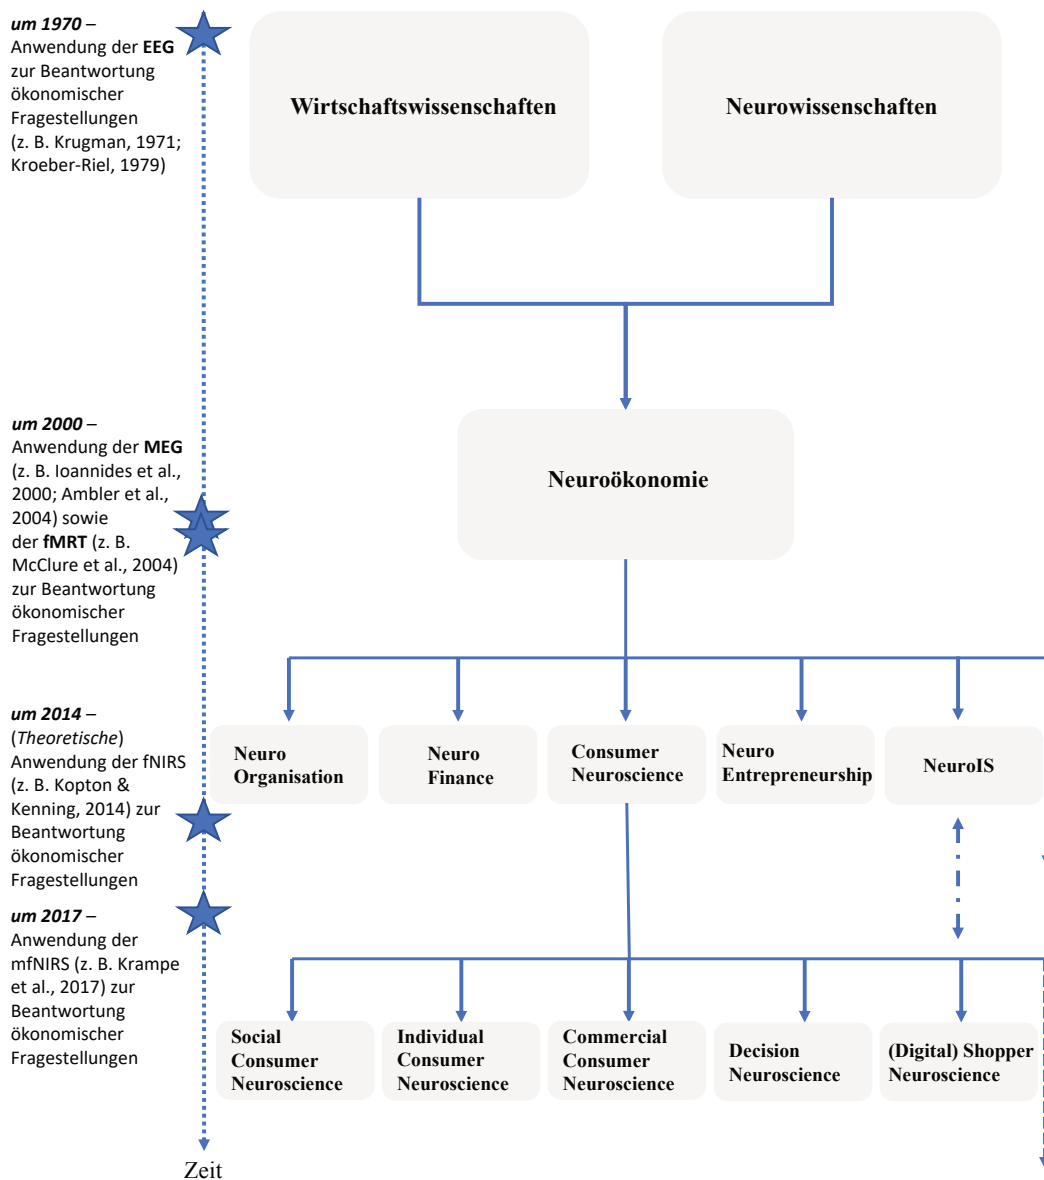 um 1970 –
Anwendung der EEG
zur Beantwortung
ökonomischer
Fragestellungen
(z. B. Krugman, 1971;
Kroeber-Riel, 1979)
Wirtschaftswissenschaften
Neurowissenschaften
um 2000 –
Anwendung der MEG
(z. B. Ioannides et al.,
2000; Ambler et al.,
2004) sowie
der fMRT (z. B.
McClure et al., 2004)
zur Beantwortung
ökonomischer
Fragestellungen
Neuroökonomie
um 2014 –
(Theoretische)
Anwendung der fNIRS
(z. B. Kopton &
Kenning, 2014) zur
Beantwortung
ökonomischer
Fragestellungen
Neuro
Organisation
Neuro
Finance
Consumer
Neuroscience
Neuro
Entrepreneurship
NeuroIS
um 2017 –
Anwendung der
mfNIRS (z. B. Krampe
et al., 2017) zur
Beantwortung
ökonomischer
Fragestellungen
Social
Consumer
Neuroscience
Individual
Consumer
Neuroscience
Commercial
Consumer
Neuroscience
Decision
Neuroscience
(Digital) Shopper
Neuroscience
Zeit